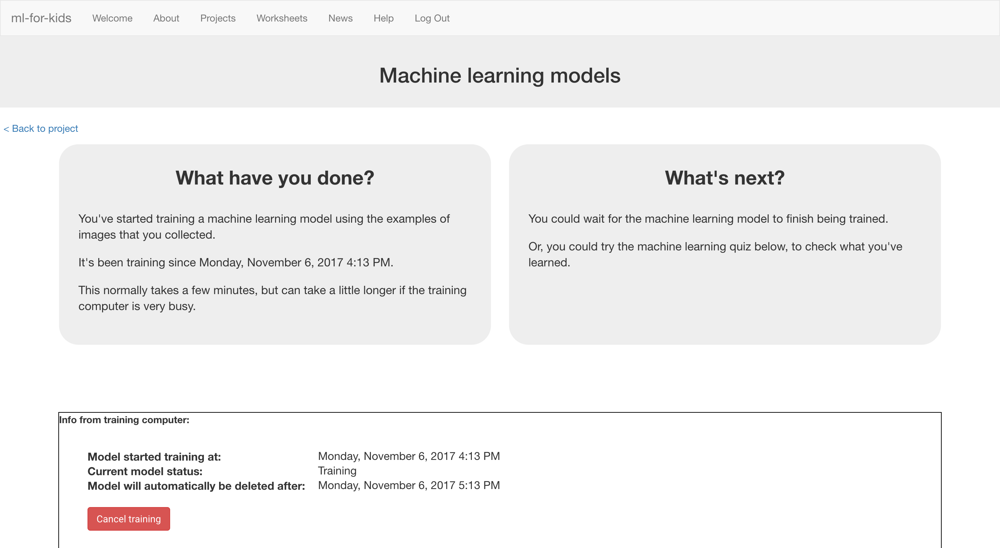 ml-for-kids Welcome About Projects Worksheets News Help Log Out
Machine learning models
< Back to project
What have you done?
You've started training a machine learning model using the examples of
images that you collected.
It's been training since Monday, November 6, 2017 4:13 PM.
This normally takes a few minutes, but can take a little longer if the training
computer is very busy.
What's next?
You could wait for the machine learning model to finish being trained.
Or, you could try the machine learning quiz below, to check what you've
learned.
Info from training computer:
Model started training at: Monday, November 6, 2017 4:13 PM
Current model status: Training
Model will automatically be deleted after: Monday, November 6, 2017 5:13 PM
Cancel training